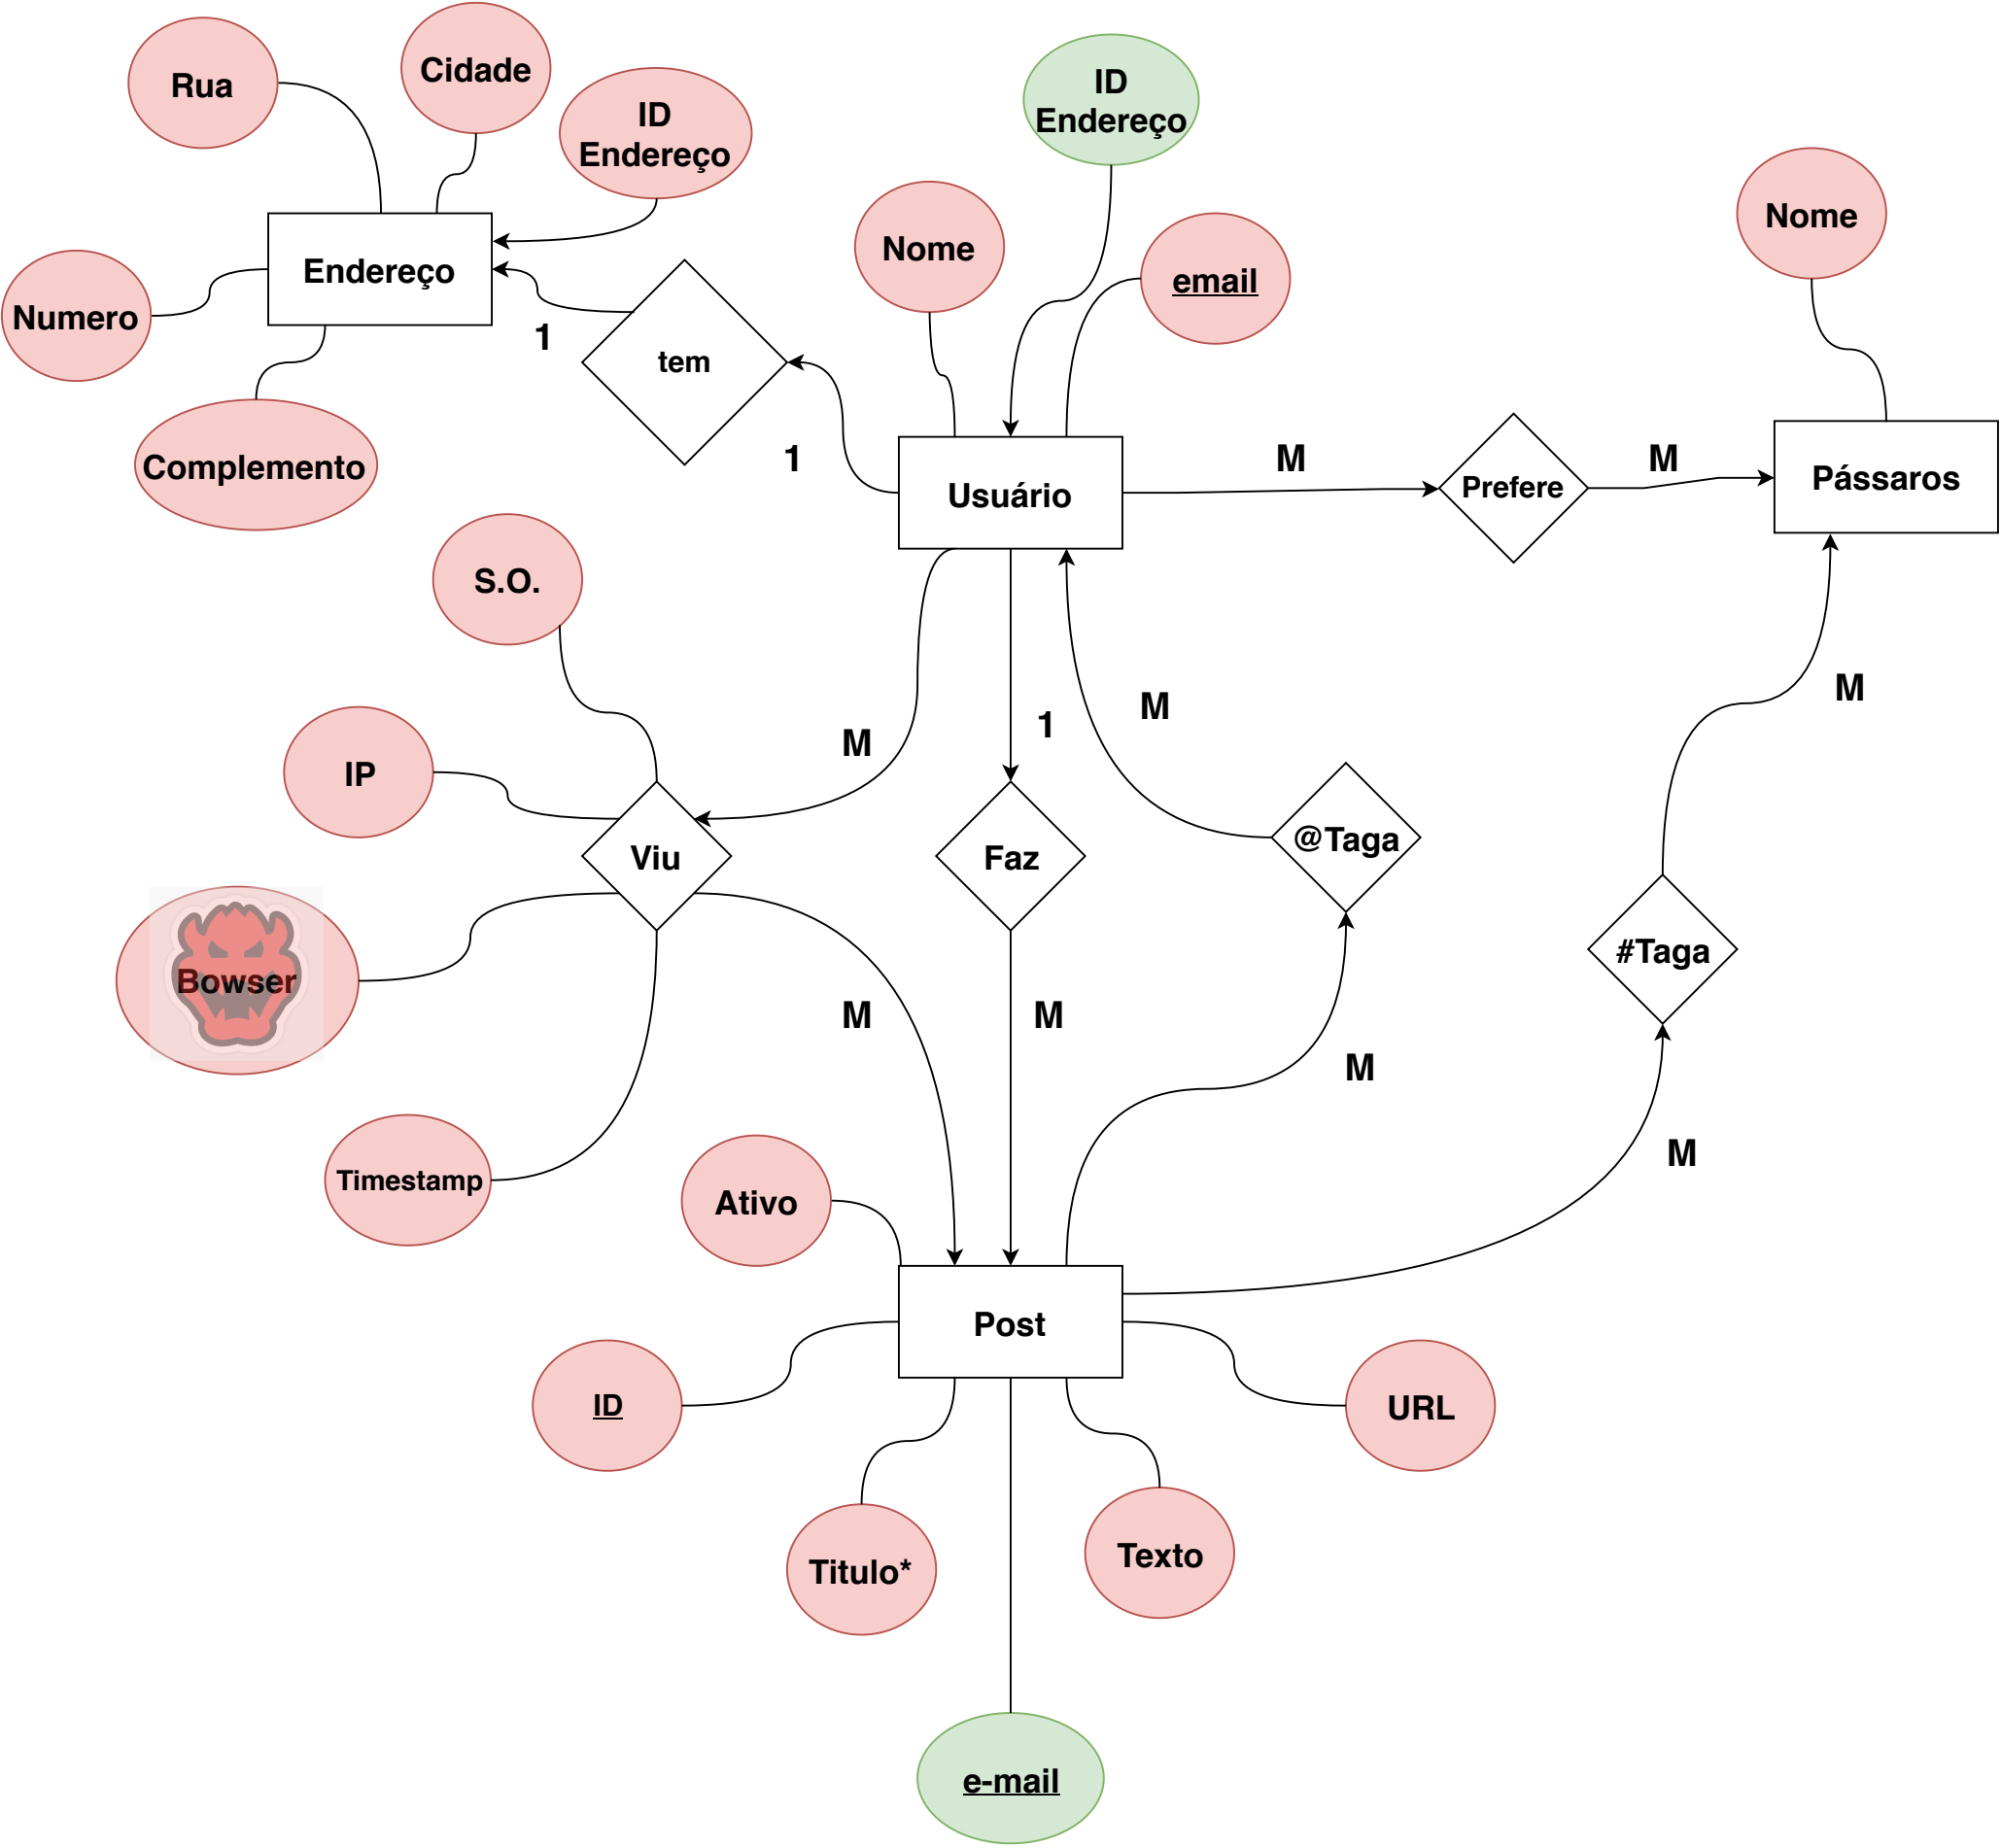 Rua
Cidade
ID
Endereço
ID
Endereço
Nome
email
Nome
Endereço
Numero
Complemento
1
tem
1
Usuário
M
Prefere
M
Pássaros
S.O.
IP
Viu
M
1
M
M
Faz
@Taga
#Taga
Bowser
M
M
M
M
Timestamp
Ativo
Post
ID
URL
Titulo*
Texto
e-mail